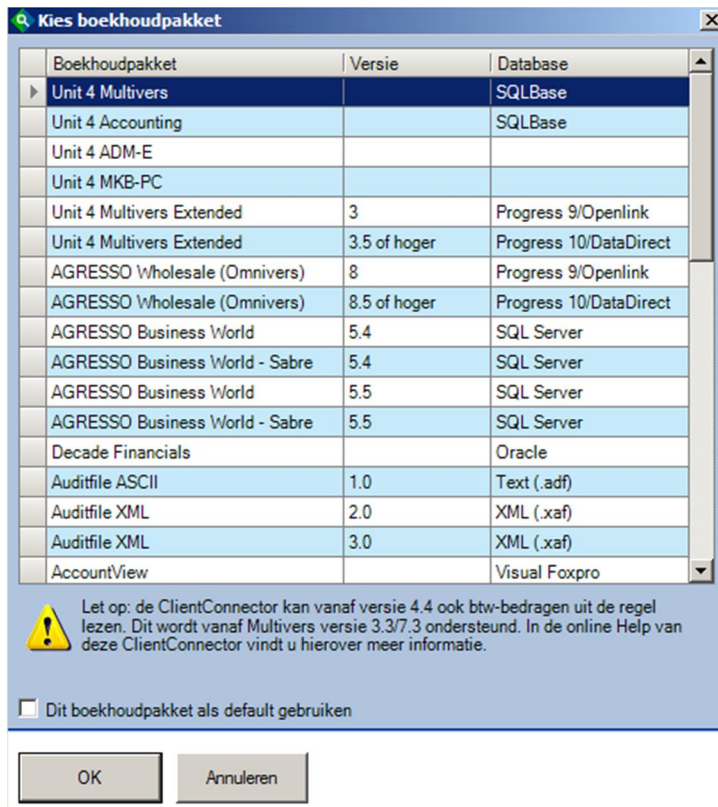 Kies boekhoudpakket
Boekhoudpakket Versie Database
Unit 4 Multivers SQLBase
Unit 4 Accounting SQLBase
Unit 4 ADM-E
Unit 4 MKB-PC
Unit 4 Multivers Extended 3 Progress 9/Openlink
Unit 4 Multivers Extended 3.5 of hoger Progress 10/DataDirect
AGRESSO Wholesale (Omnivers) 8 Progress 9/Openlink
AGRESSO Wholesale (Omnivers) 8.5 of hoger Progress 10/DataDirect
AGRESSO Business World 5.4 SQL Server
AGRESSO Business World - Sabre 5.4 SQL Server
AGRESSO Business World 5.5 SQL Server
AGRESSO Business World - Sabre 5.5 SQL Server
Decade Financials Oracle
Auditfile ASCII 1.0 Text (.adf)
Auditfile XML 2.0 XML (.xaf)
Auditfile XML 3.0 XML (.xaf)
AccountView Visual Foxpro
Let op: de ClientConnector kan vanaf versie 4.4 ook btw-bedragen uit de regel
lezen. Dit wordt vanaf Multivers versie 3.3/7.3 ondersteund. In de online Help van
deze ClientConnector vindt u hierover meer informatie.
Dit boekhoudpakket als default gebruiken
OK Annuleren